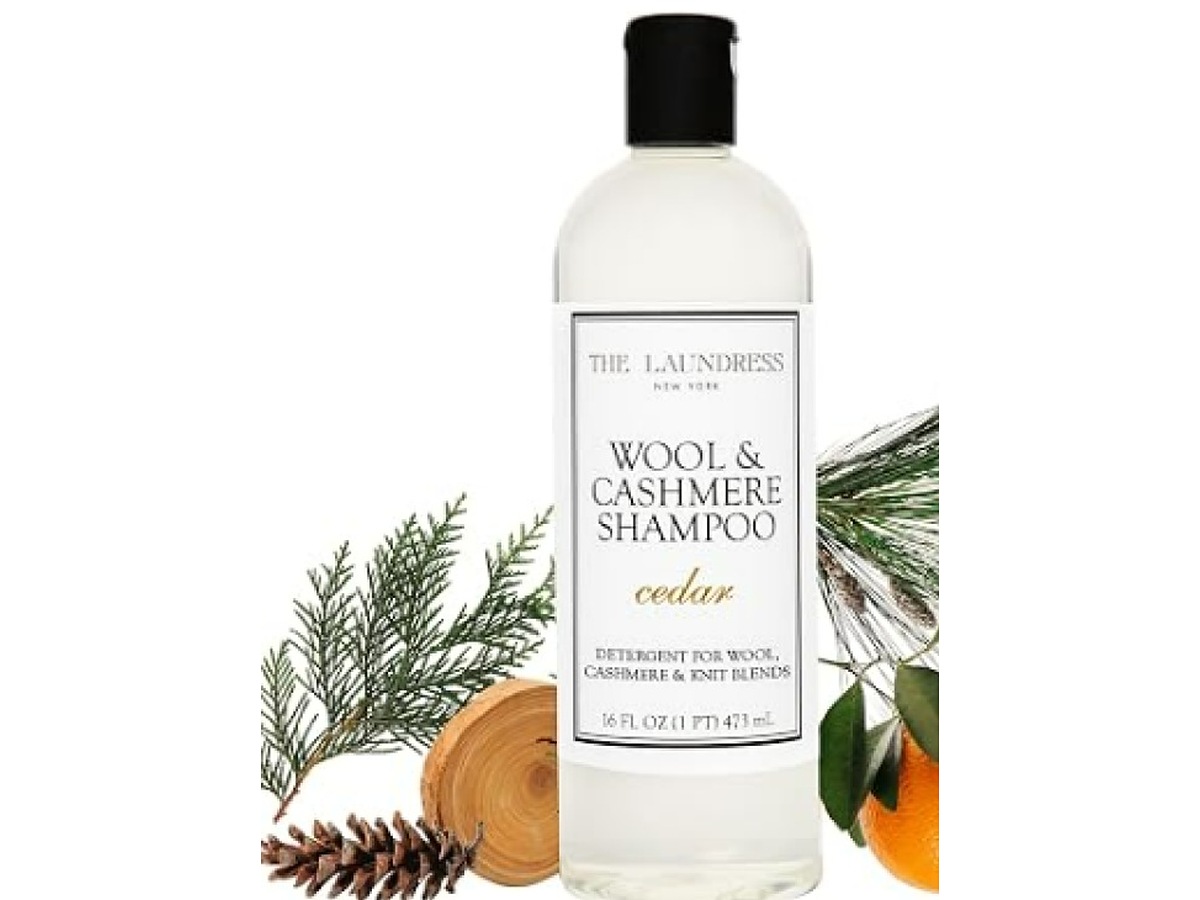 THE LAUNDRESS
NEW YORK
WOOL &
CASHMERE
SHAMPOO
cedar
DETERGENT FOR WOOL,
CASHMERE & KNIT BLENDS
16 FL OZ (1 PT) 473 mL